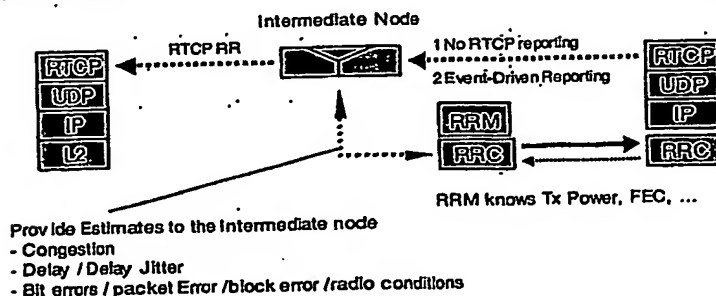 Intermediate Node
RTCP RR
1 No RTCP reporting
2 Event-Driven Reporting
RTCP
UDP
IP
L2
RRM
RRC
RTCP
UDP
IP
RRC
RRM knows Tx Power, FEC, ...
Provide Estimates to the Intermediate node
- Congestion
- Delay / Delay Jitter
- Bit errors / packet Error / block error / radio conditions